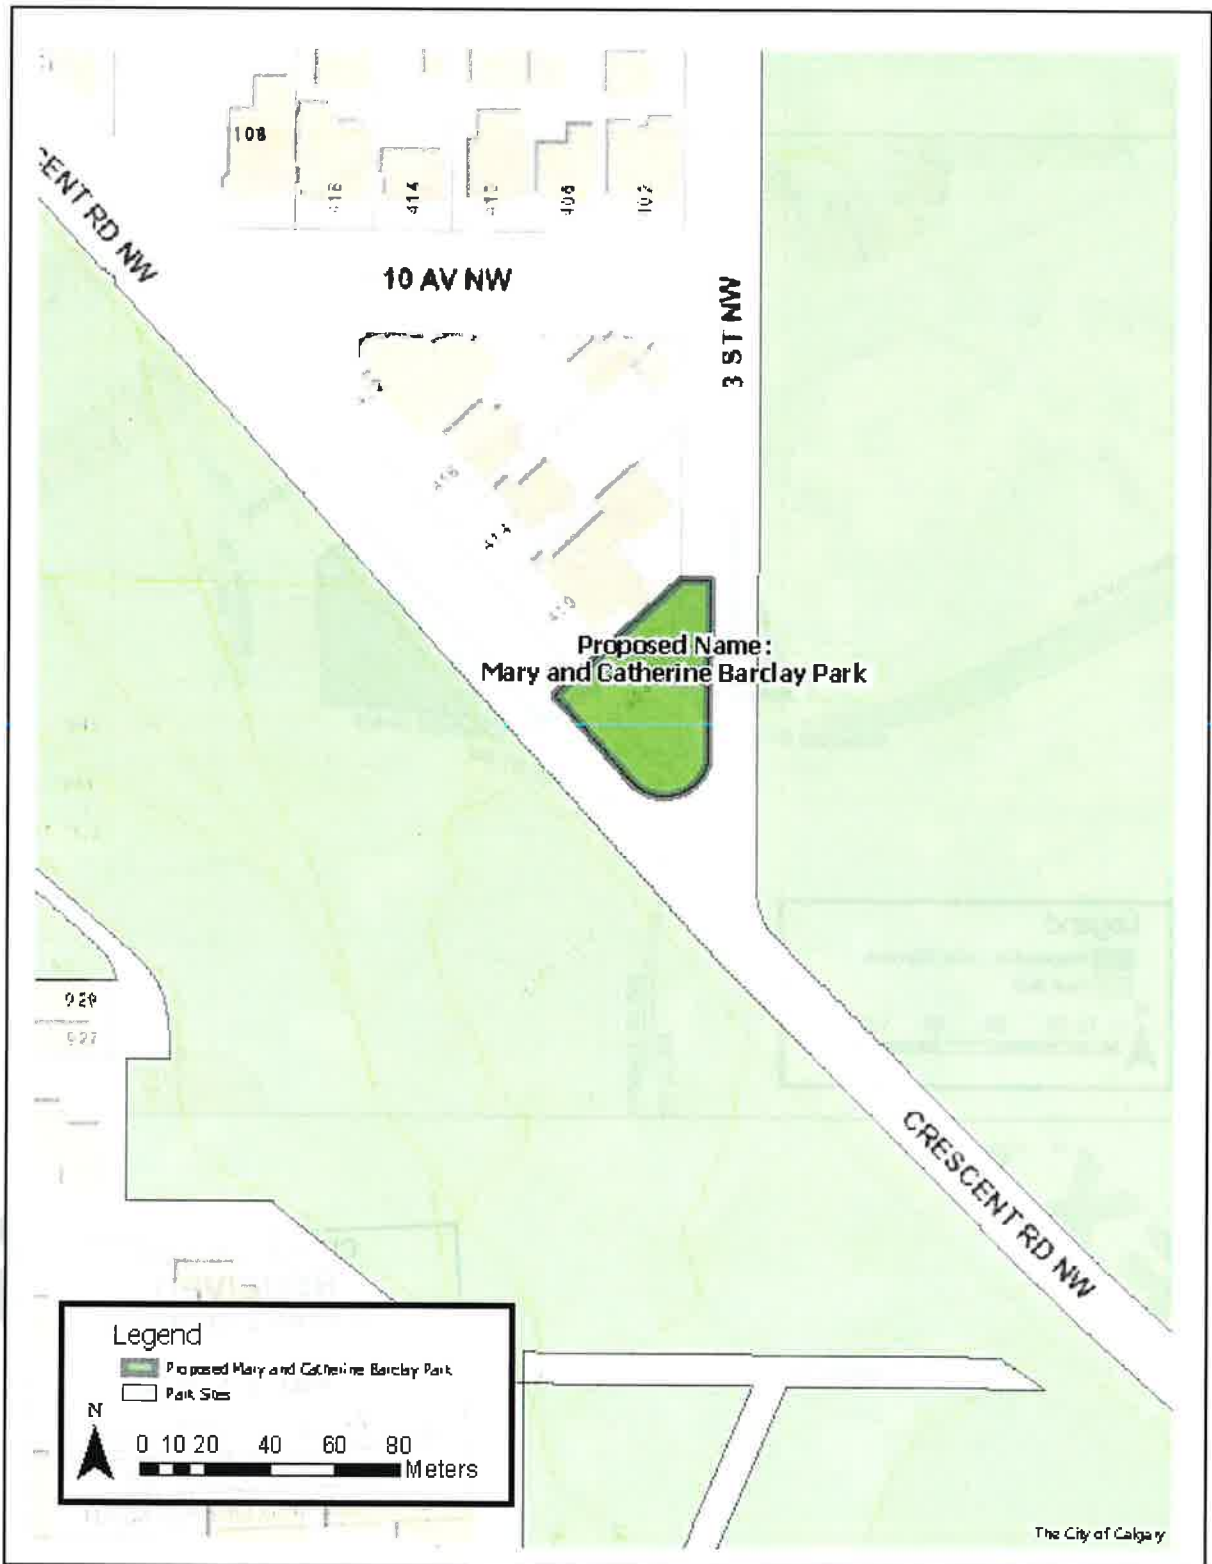 108
414
406
CENT RD NW
10 AV NW
3 ST NW
Proposed Name:
Mary and Catherine Barclay Park
929
927
CRESCENT RD NW
Legend
Proposed Mary and Catherine Barclay Park
Park Sites
N
0 10 20 40 60 80
Meters
The City of Calgary